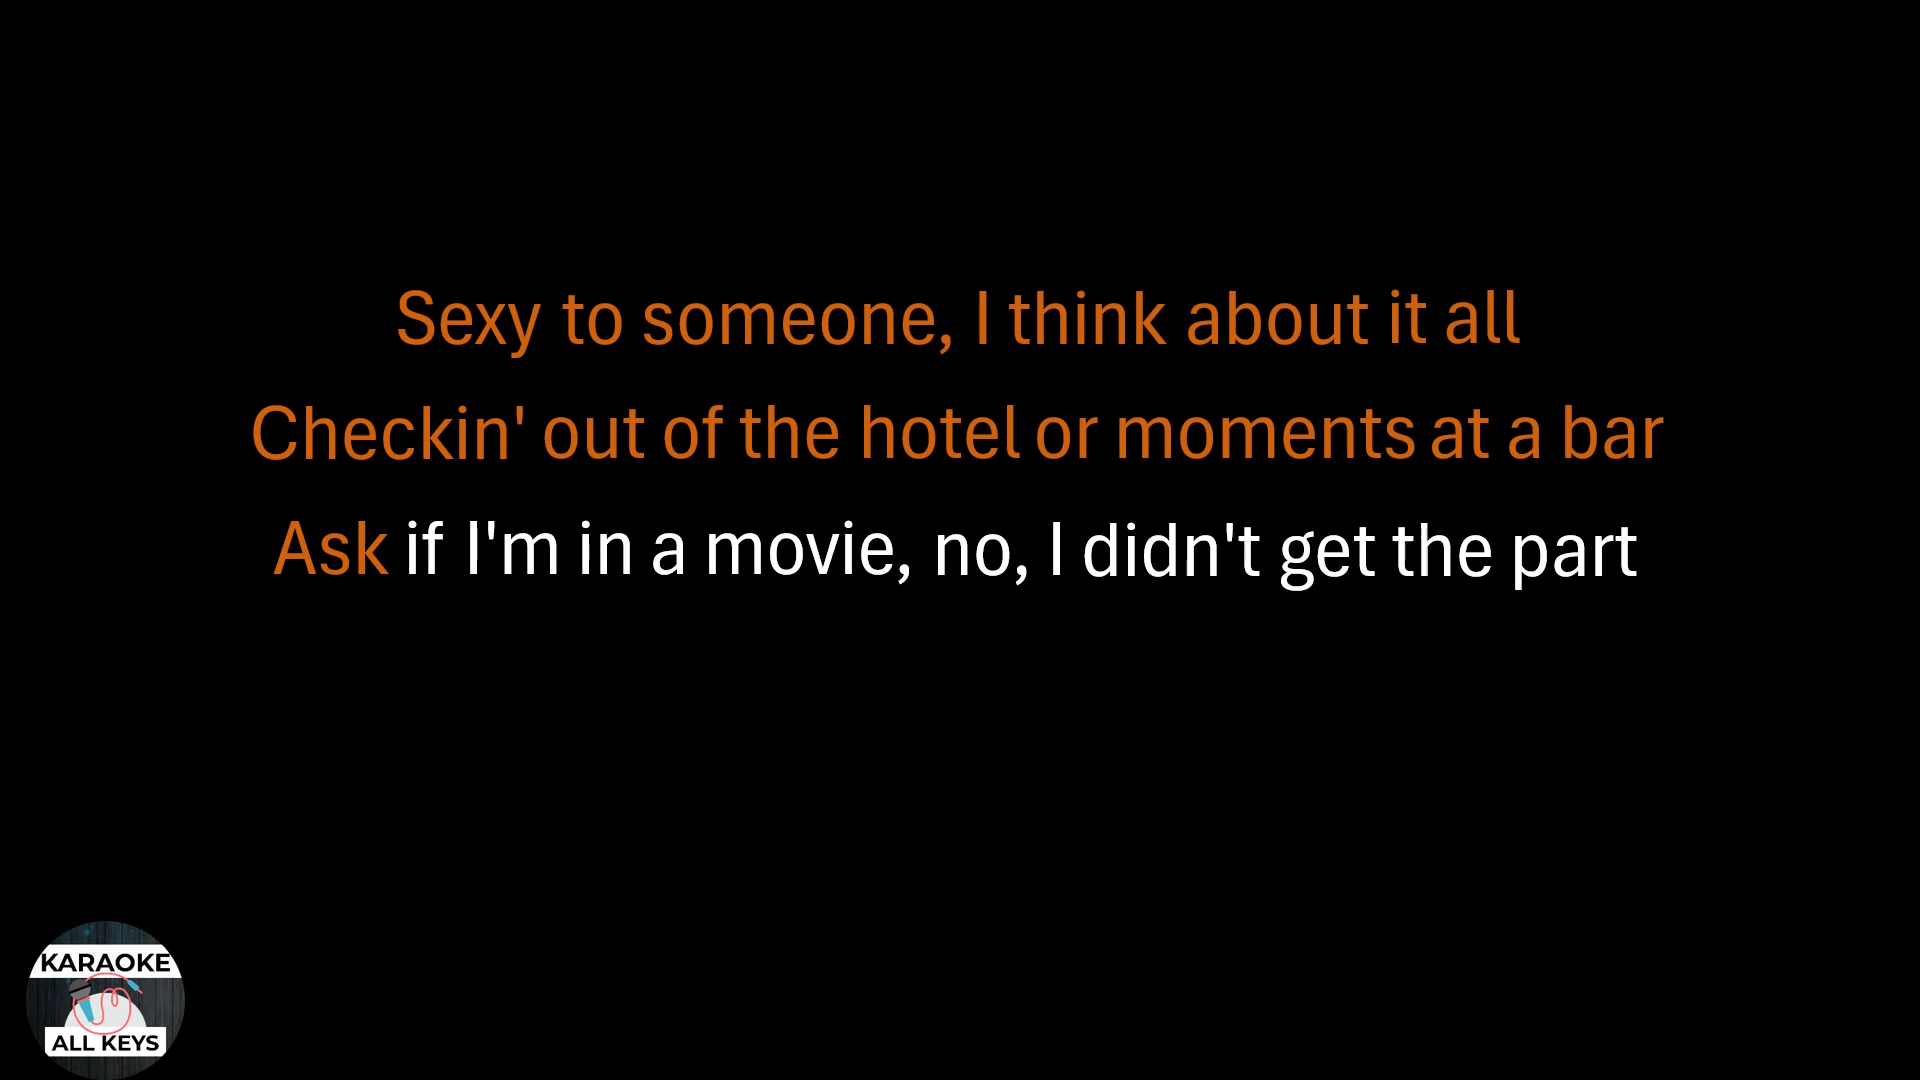 Sexy to someone, I think about it all
Checkin' out of the hotel or moments at a bar
Ask if I'm in a movie, no, I didn't get the part
KARAOKE
ALL KEYS